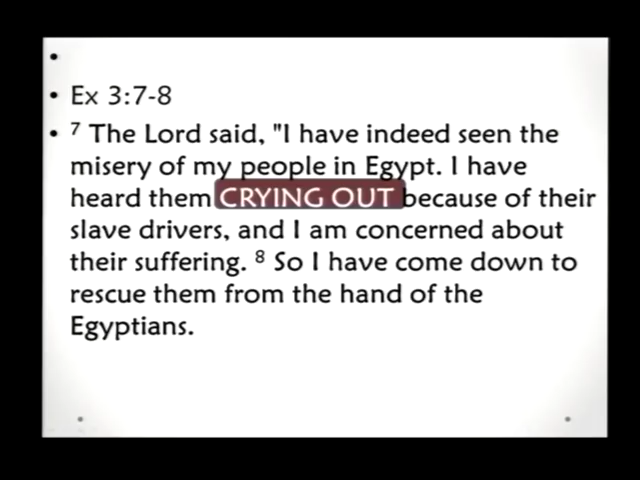 • Ex 3:7-8
• ⁷ The Lord said, "I have indeed seen the
misery of my people in Egypt. I have
heard them CRYING OUT because of their
slave drivers, and I am concerned about
their suffering. ⁸ So I have come down to
rescue them from the hand of the
Egyptians.